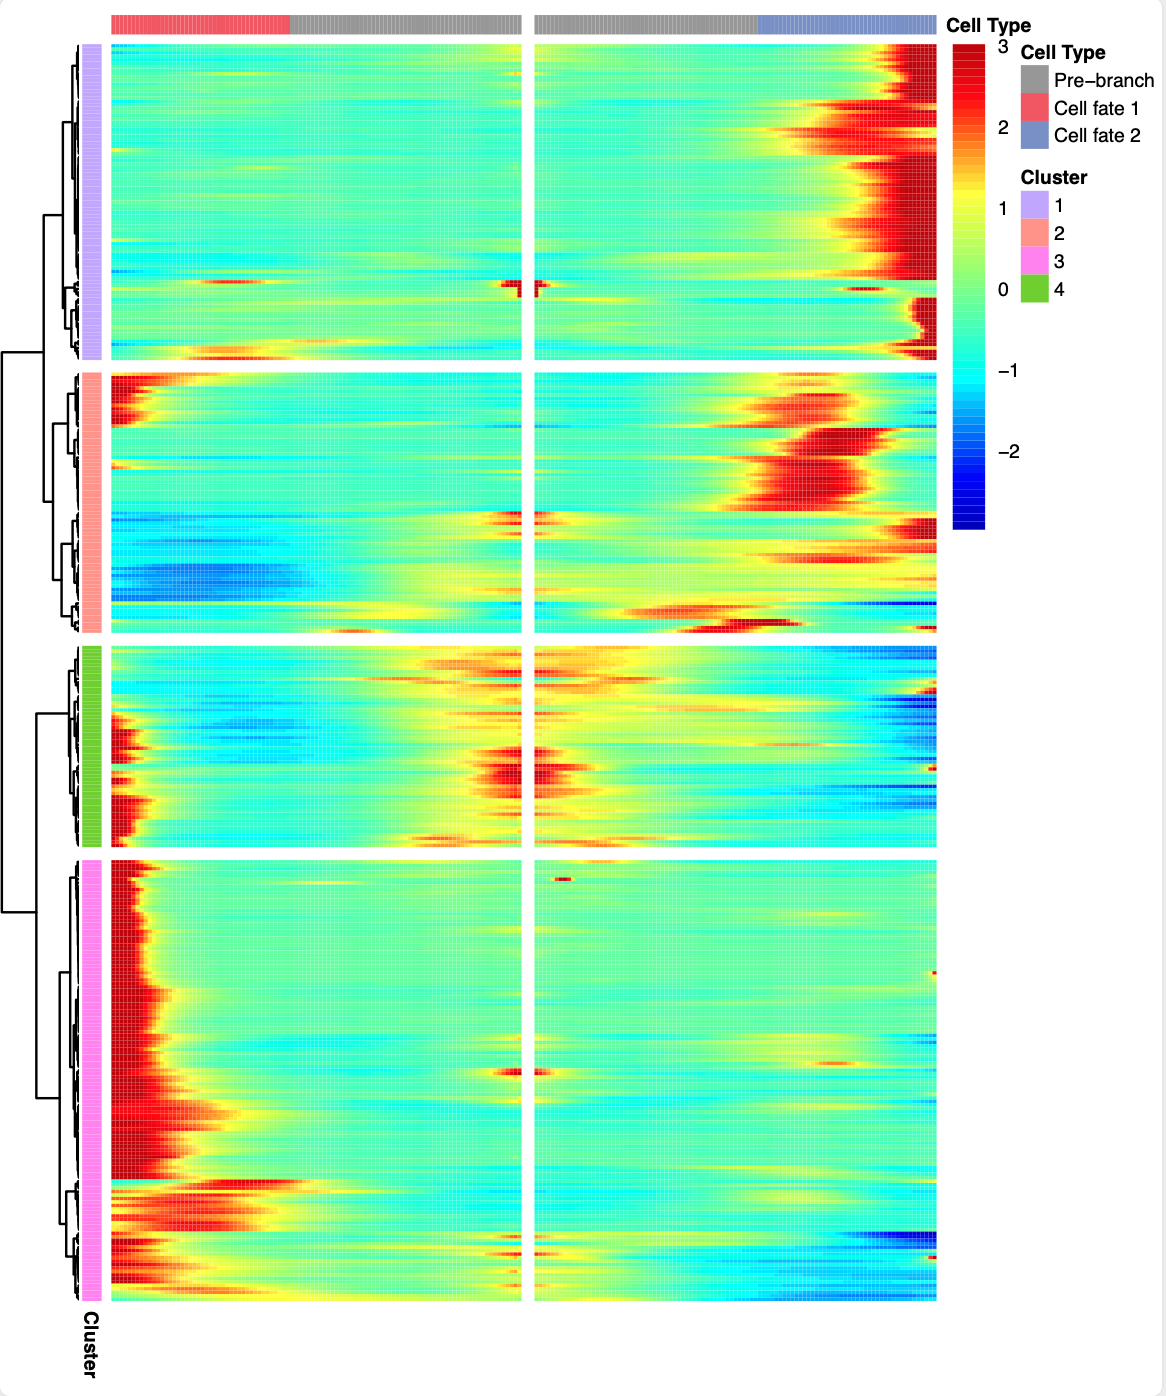 Cell Type
3
2
1
0
−1
−2
Cell Type
Pre−branch
Cell fate 1
Cell fate 2
Cluster
1
2
3
4
Cluster